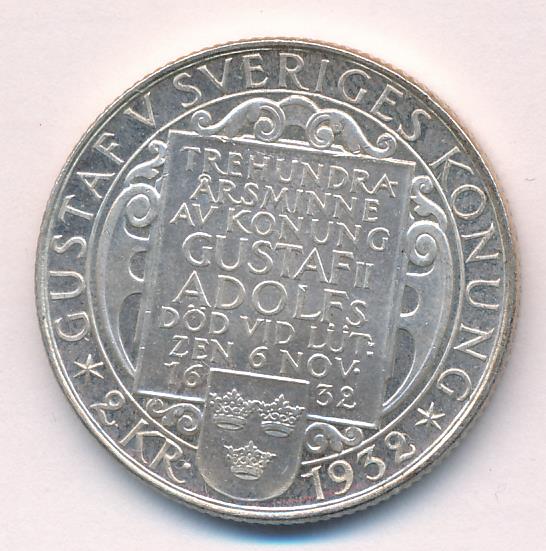 GUSTAF V SVERIGES KONUNG
TREHUNDRA-
ÅRSMINNE
AV KONUNG
GUSTAF II
ADOLFS
DÖD VID LÜT-
ZEN 6 NOV.
16 32
* 2 KR. 1932 *